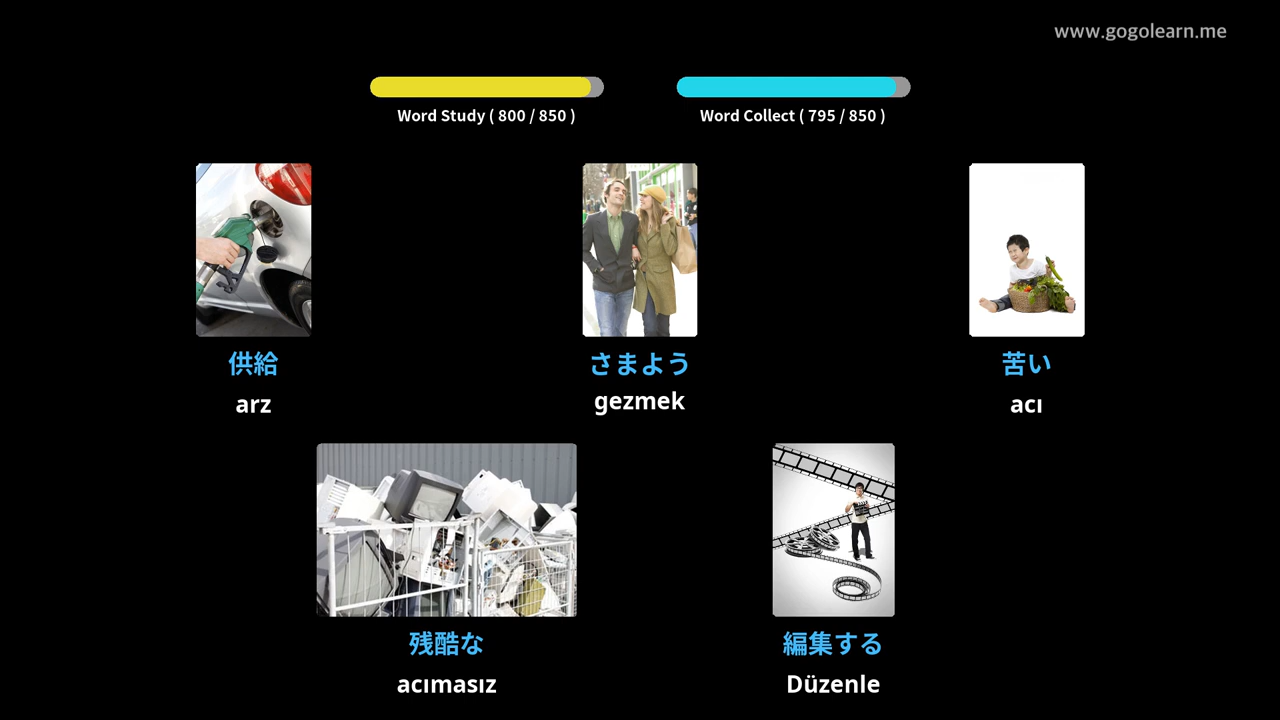 www.gogolearn.me
Word Study ( 800 / 850 )
Word Collect ( 795 / 850 )
供給
arz
さまよう
gezmek
苦い
acı
残酷な
acımasız
編集する
Düzenle